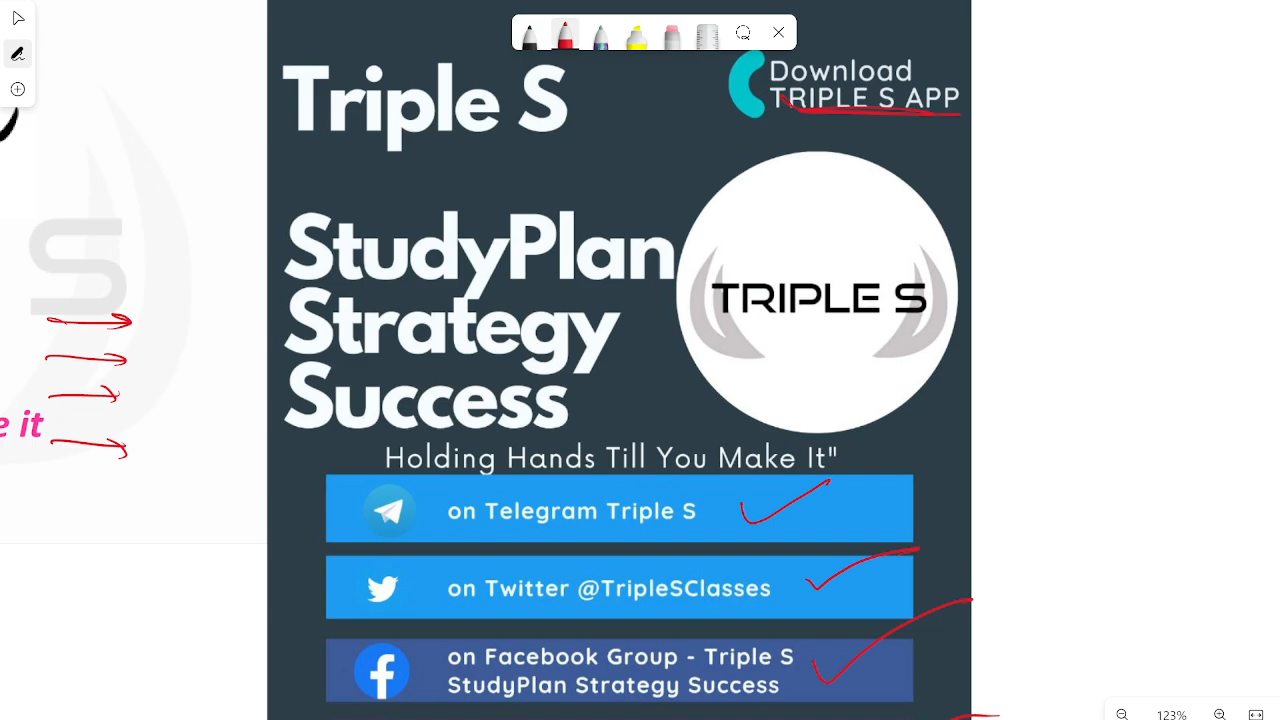 Download
TRIPLE S APP
Triple S
S
StudyPlan
Strategy
Success
TRIPLE S
e it
Holding Hands Till You Make It"
on Telegram Triple S
on Twitter @TripleSClasses
on Facebook Group - Triple S
StudyPlan Strategy Success
123%